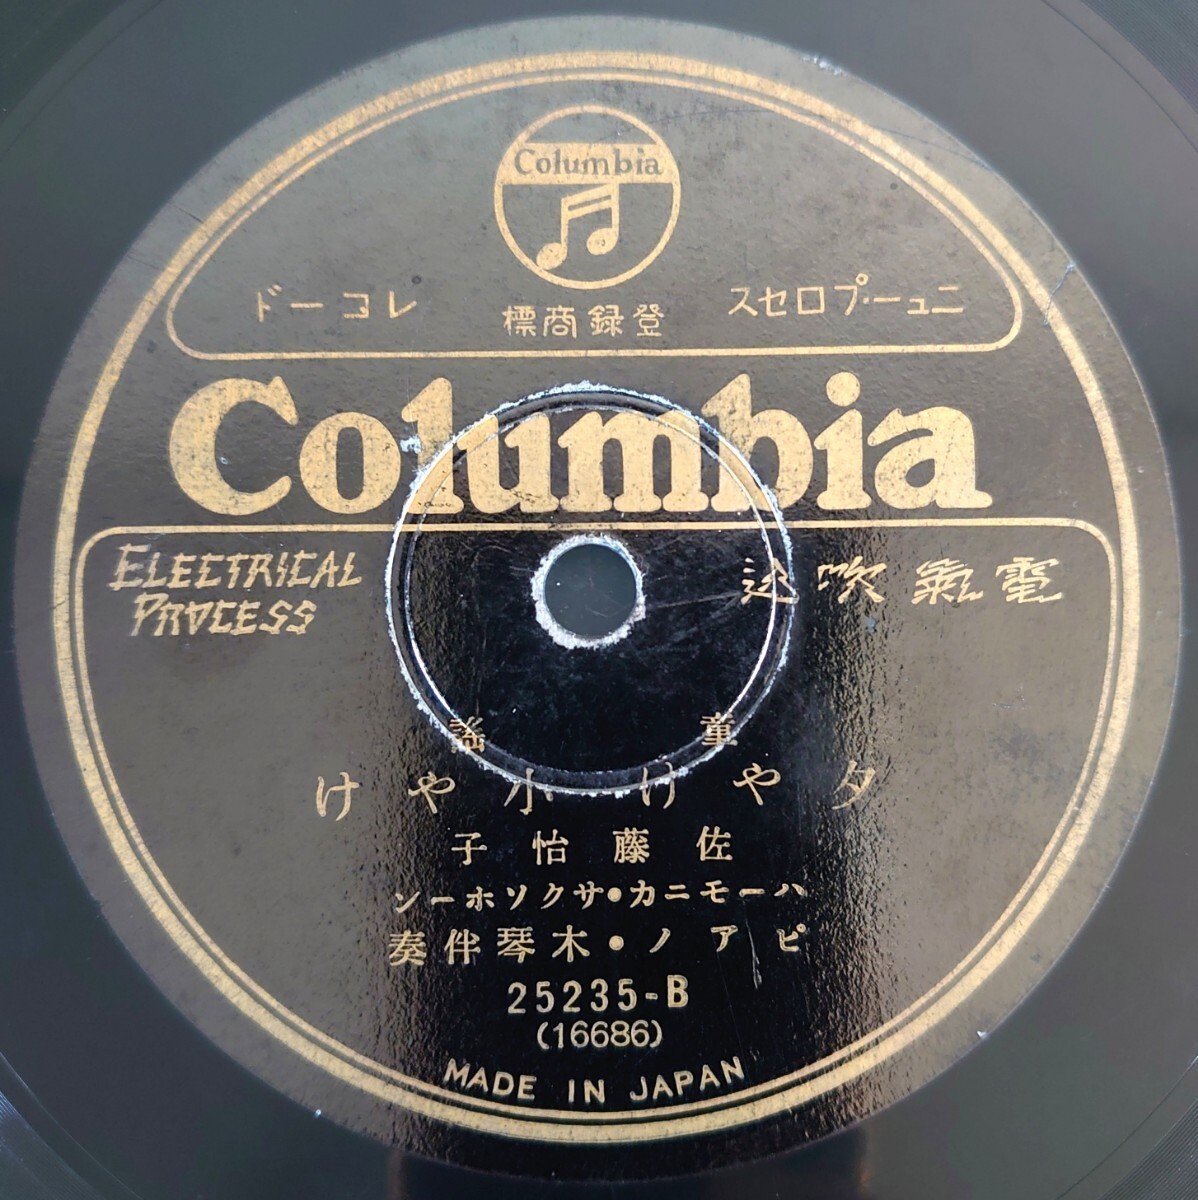 Columbia
ニュー・プロセス レコード
登録商標
Columbia
ELECTRICAL
PROCESS
電氣吹込
童謠
夕やけ小やけ
佐藤怡子
ハーモニカ・サクソホーン
ピアノ・木琴伴奏
25235-B
(16686)
MADE IN JAPAN